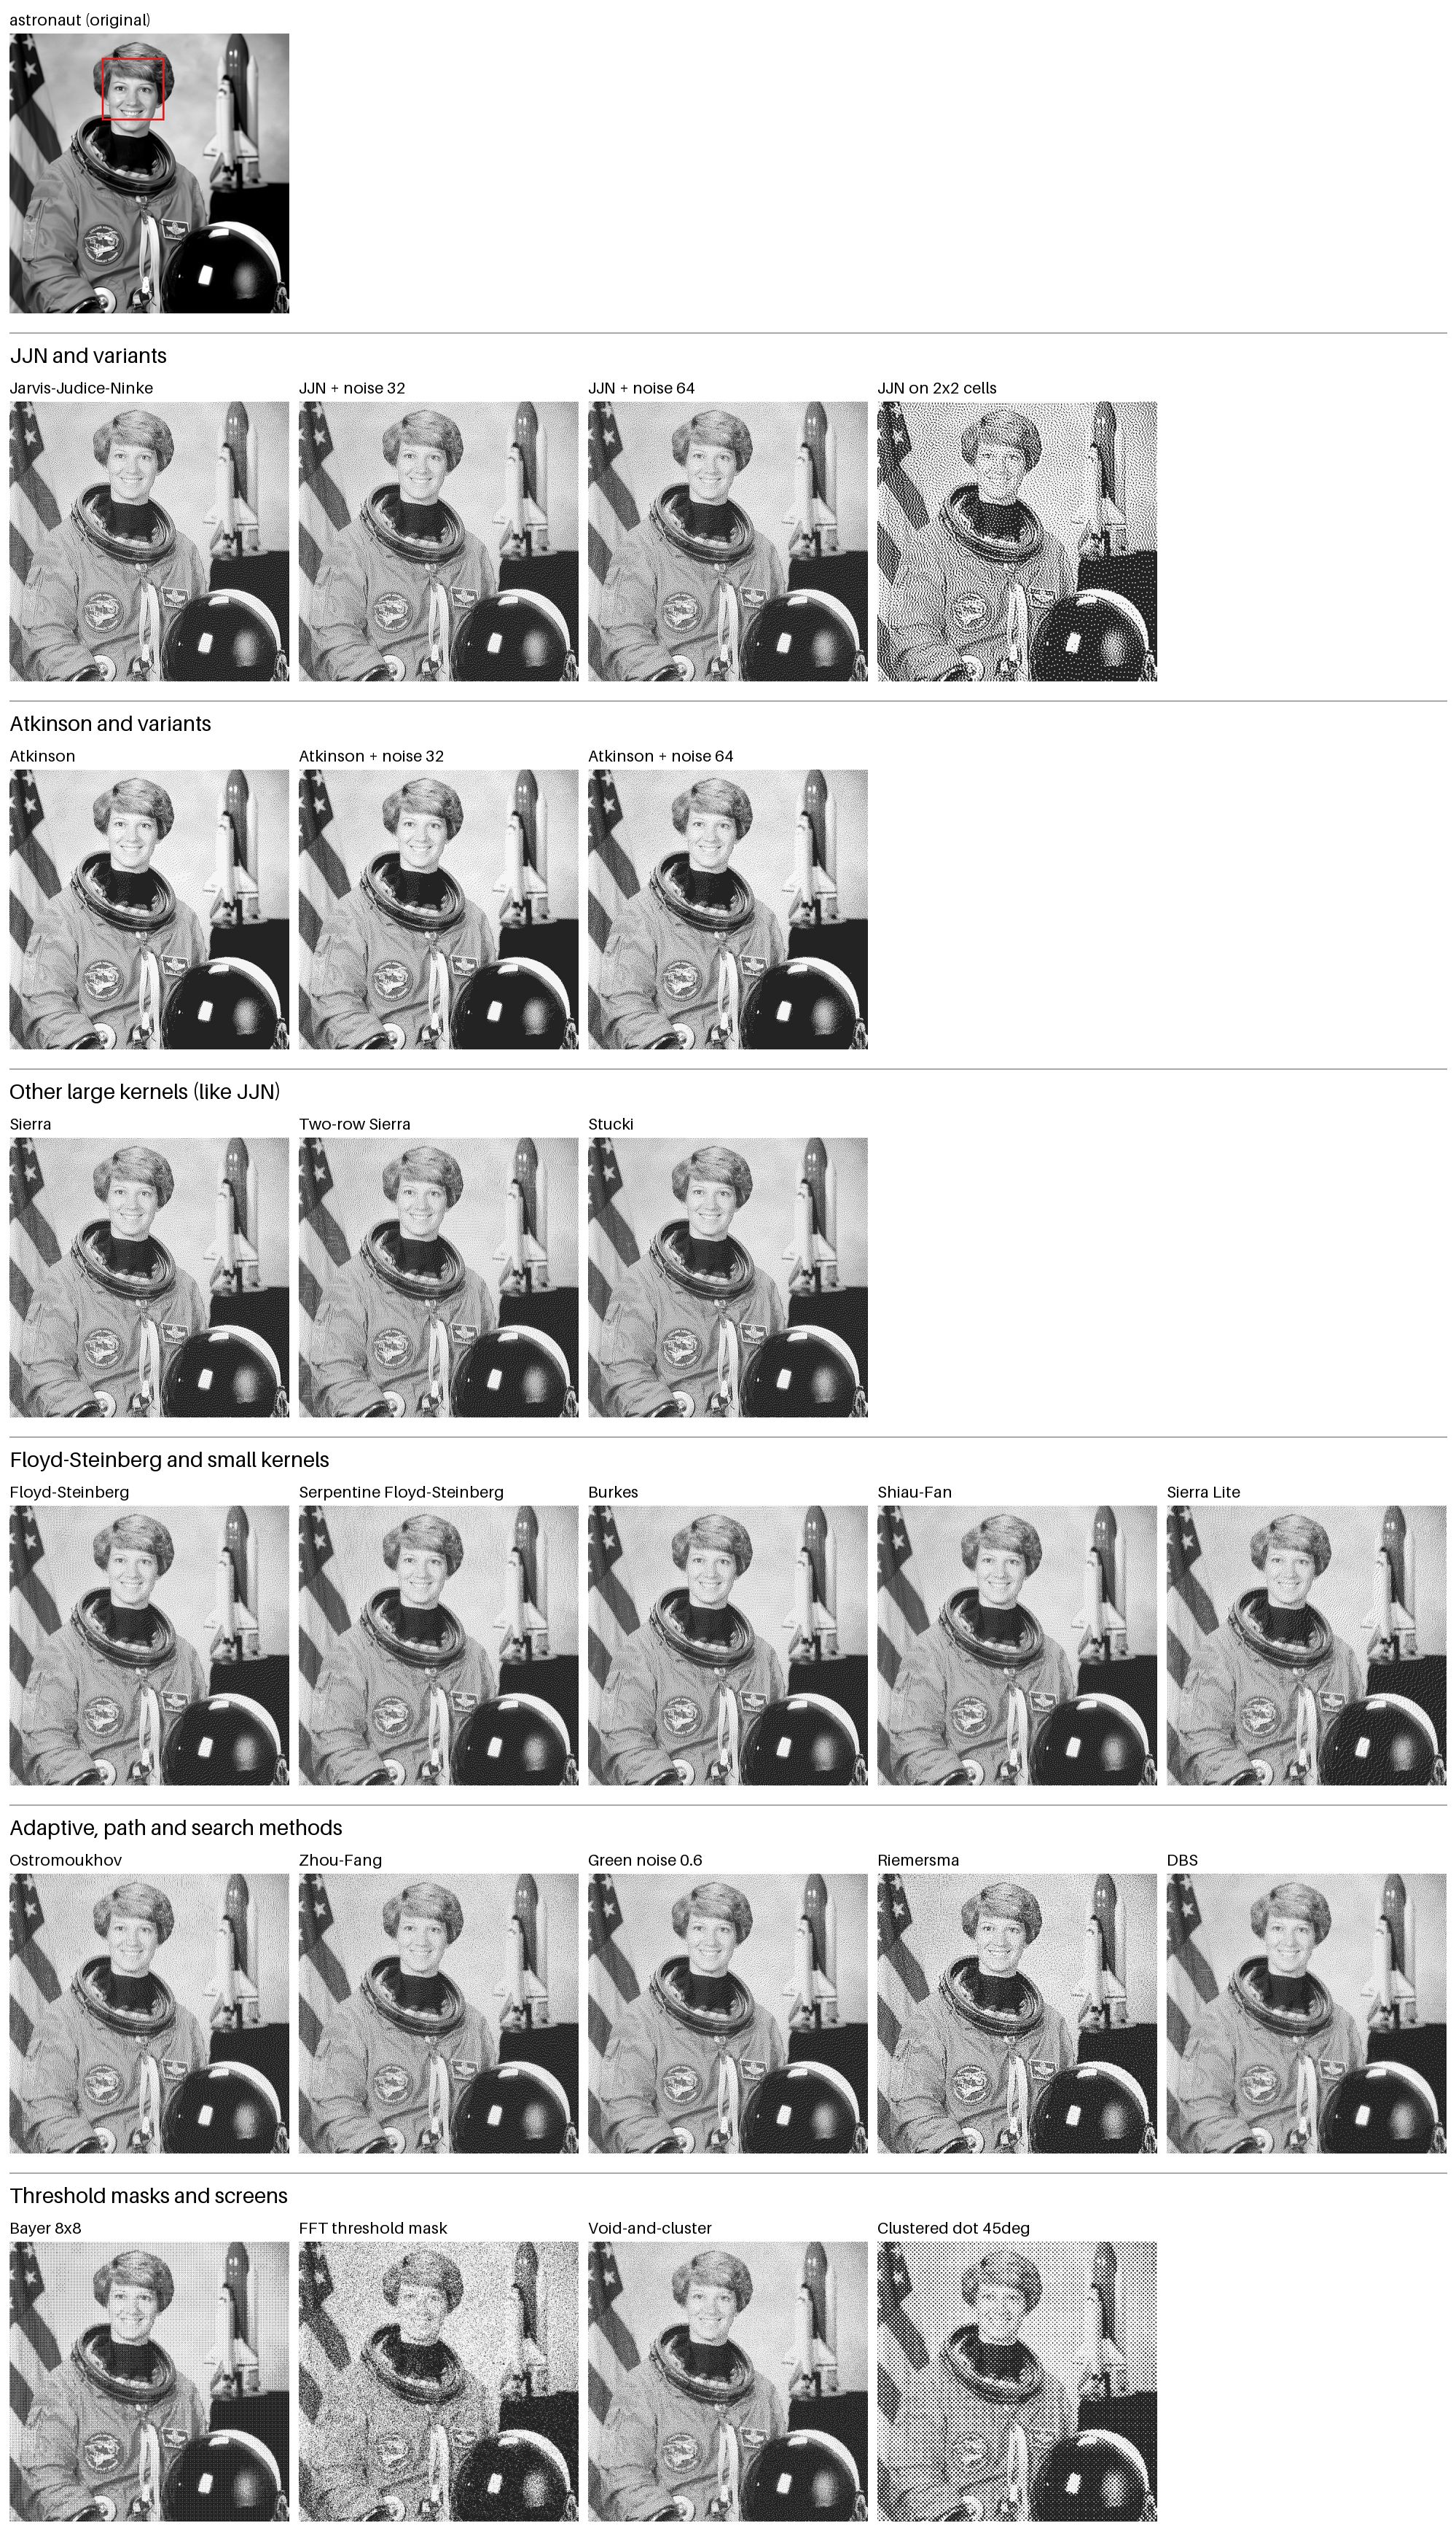 astronaut (original)
JJN and variants
Jarvis-Judice-Ninke
JJN + noise 32
JJN + noise 64
JJN on 2x2 cells
Atkinson and variants
Atkinson
Atkinson + noise 32
Atkinson + noise 64
Other large kernels (like JJN)
Sierra
Two-row Sierra
Stucki
Floyd-Steinberg and small kernels
Floyd-Steinberg
Serpentine Floyd-Steinberg
Burkes
Shiau-Fan
Sierra Lite
Adaptive, path and search methods
Ostromoukhov
Zhou-Fang
Green noise 0.6
Riemersma
DBS
Threshold masks and screens
Bayer 8x8
FFT threshold mask
Void-and-cluster
Clustered dot 45deg